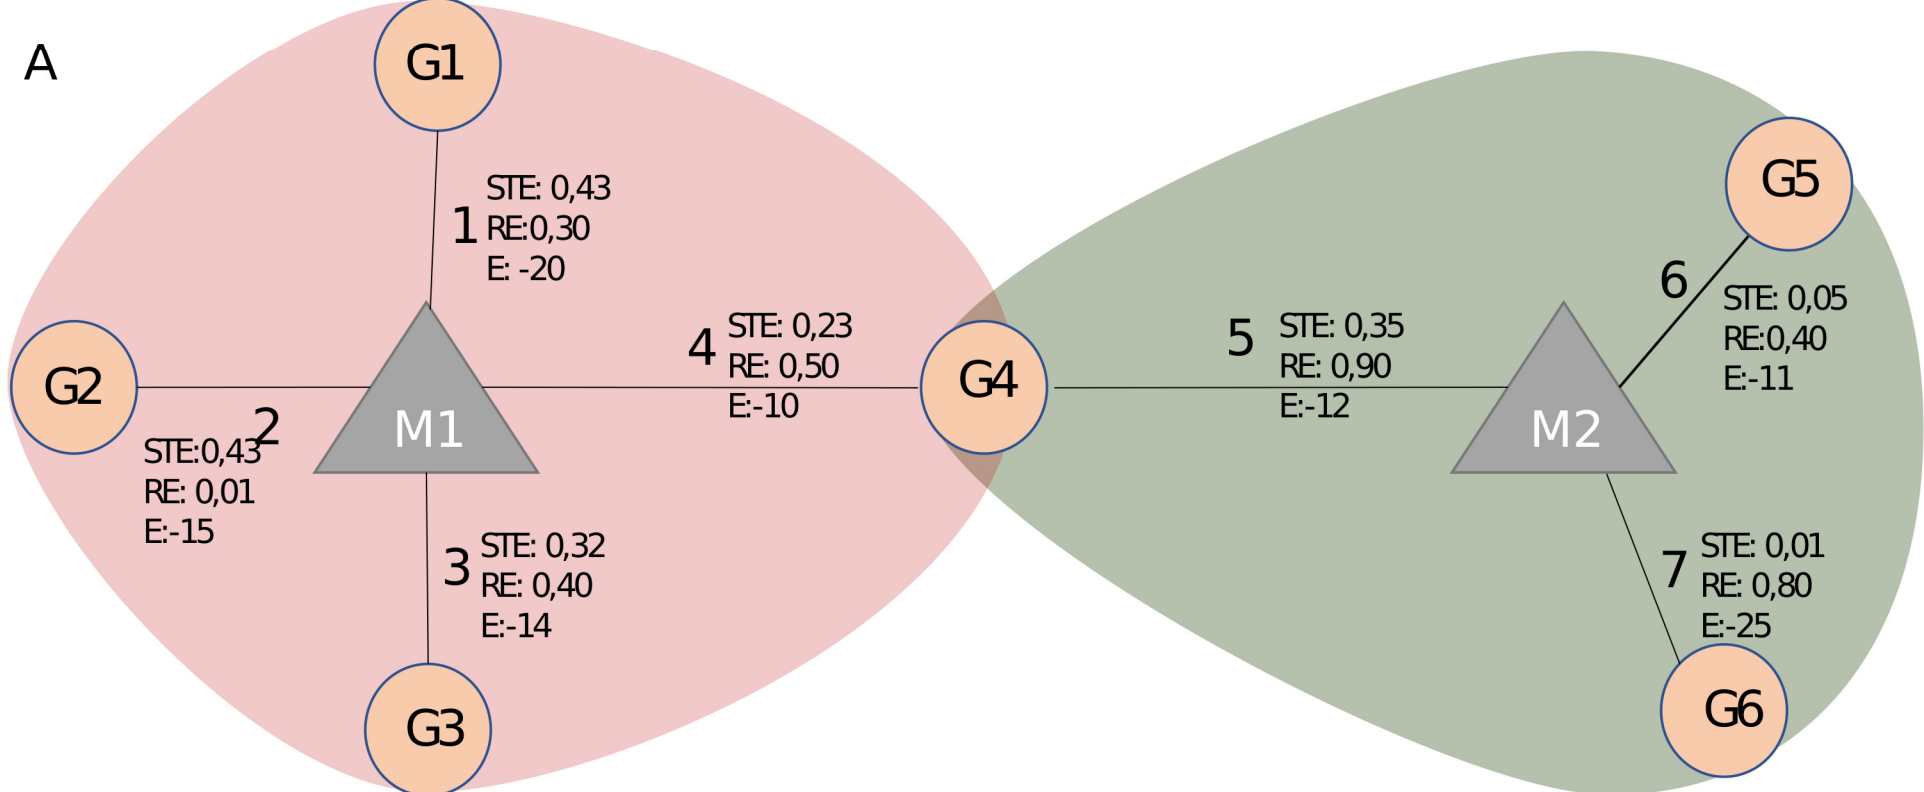 A
G1
1
STE: 0,43
RE:0,30
E: -20
G2
2
STE:0,43
RE: 0,01
E:-15
M1
3
STE: 0,32
RE: 0,40
E:-14
G3
4
STE: 0,23
RE: 0,50
E:-10
G4
5
STE: 0,35
RE: 0,90
E:-12
M2
G5
6
STE: 0,05
RE:0,40
E:-11
7
STE: 0,01
RE: 0,80
E:-25
G6